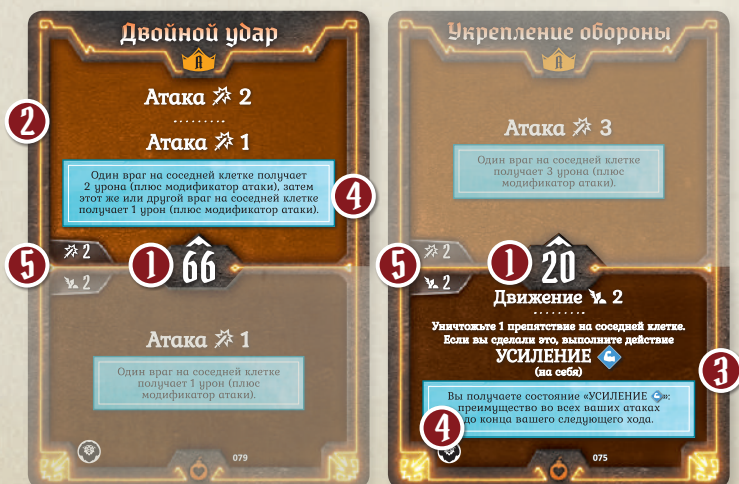 Двойной удар
A
Атака 2
Атака 1
Один враг на соседней клетке получает
2 урона (плюс модификатор атаки), затем
этот же или другой враг на соседней клетке
получает 1 урон (плюс модификатор атаки).
2
4
2
5
1
66
2
Атака 1
Один враг на соседней клетке
получает 1 урон (плюс
модификатор атаки).
079
Укрепление обороны
A
Атака 3
Один враг на соседней клетке
получает 3 урона (плюс
модификатор атаки).
2
5
1
20
2
Движение 2
Уничтожьте 1 препятствие на соседней клетке.
Если вы сделали это, выполните действие
УСИЛЕНИЕ
(на себя)
3
Вы получаете состояние «УСИЛЕНИЕ »:
преимущество во всех ваших атаках
до конца вашего следующего хода.
4
075